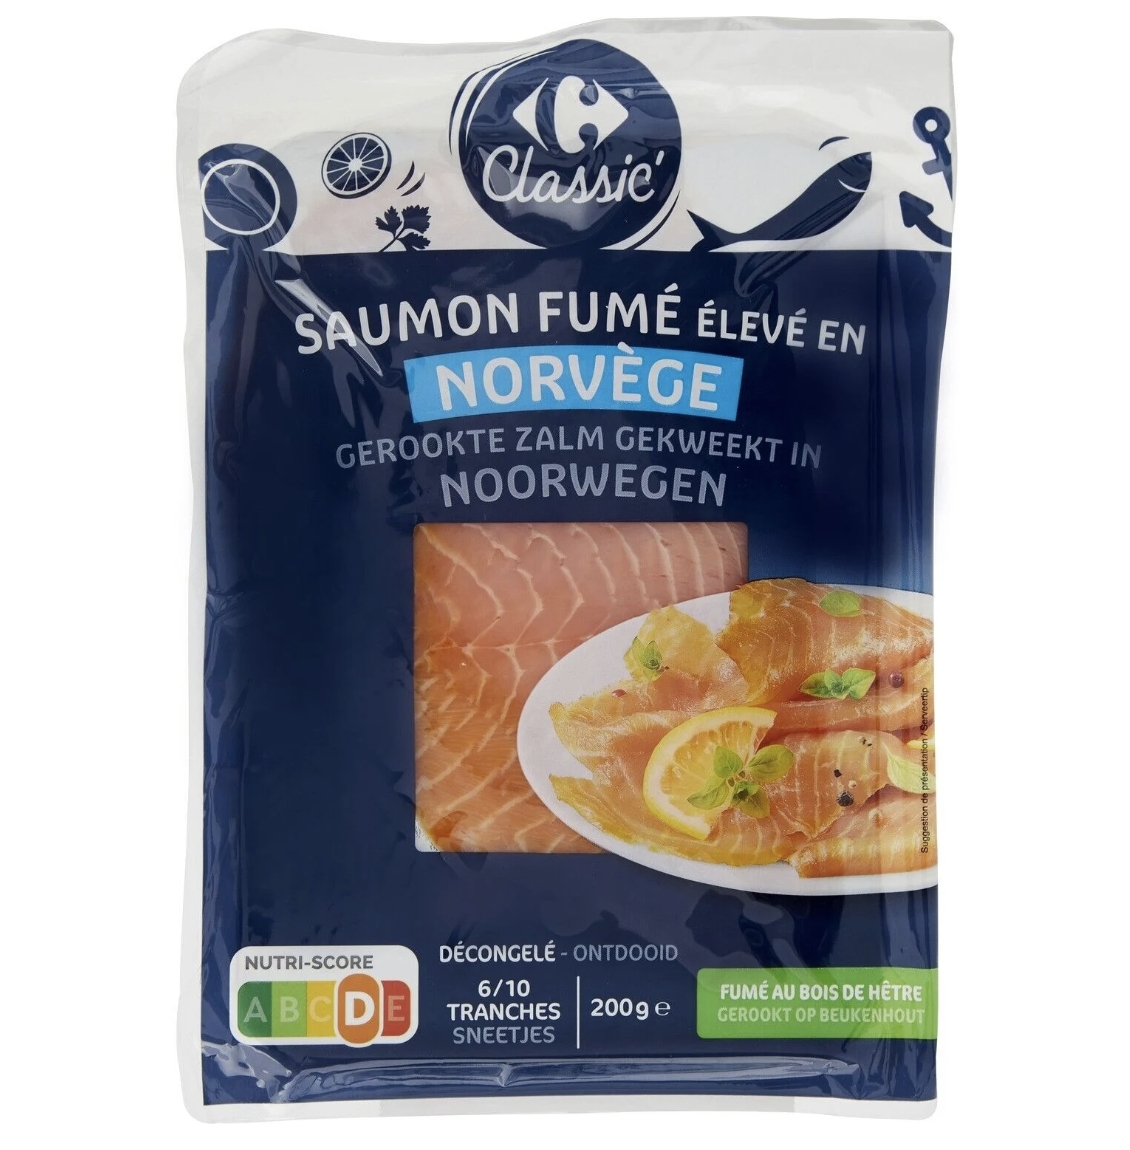 Classic'
SAUMON FUMÉ ÉLEVÉ EN
NORVÈGE
GEROOKTE ZALM GEKWEEKT IN
NOORWEGEN
Suggestion de présentation / Serveertip
NUTRI-SCORE
A B C D E
DÉCONGELÉ - ONTDOOID
6/10
TRANCHES
SNEETJES
200g e
FUMÉ AU BOIS DE HÊTRE
GEROOKT OP BEUKENHOUT